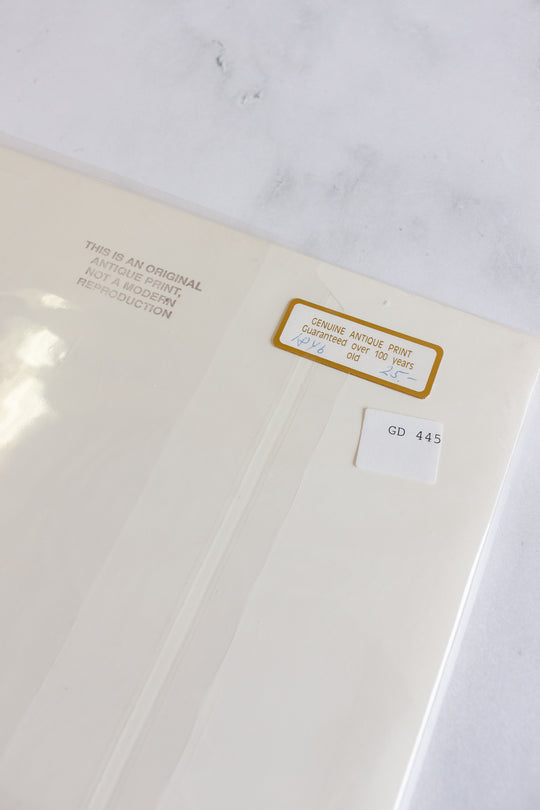 THIS IS AN ORIGINAL
ANTIQUE PRINT,
NOT A MODERN
REPRODUCTION
GENUINE ANTIQUE PRINT
Guaranteed over 100 years
old
25.-
GD 445